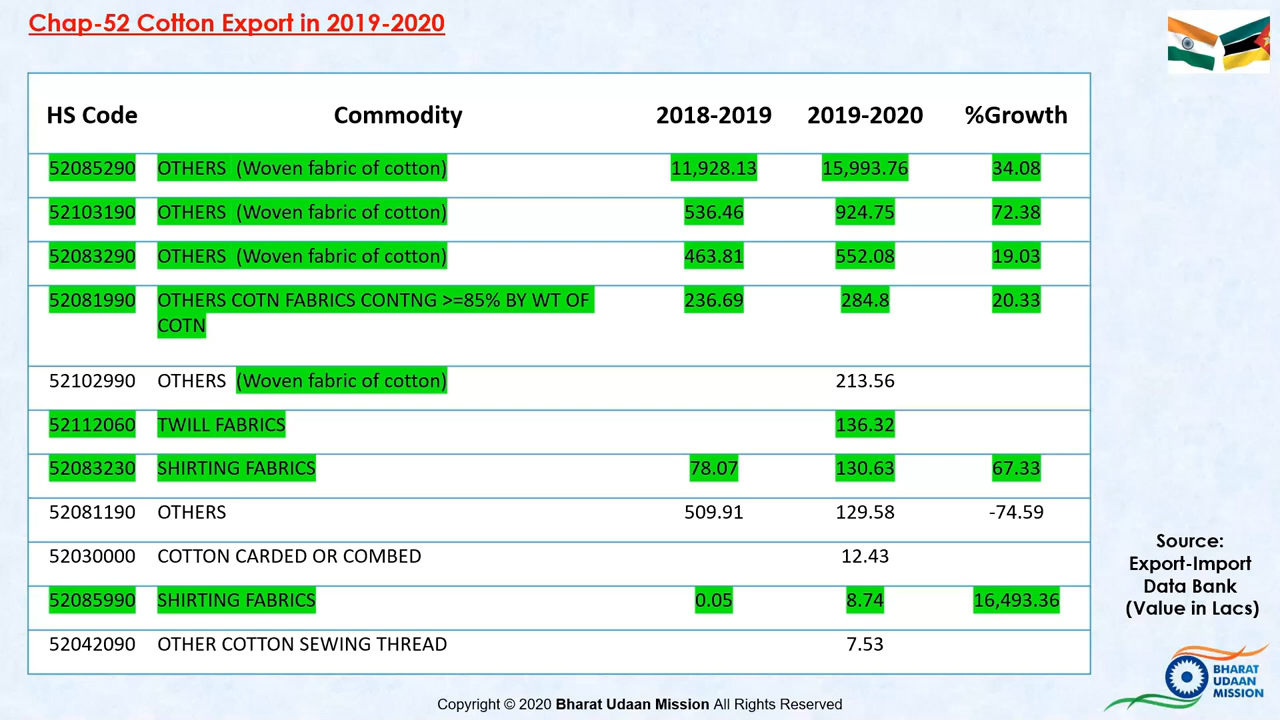 Chap-52 Cotton Export in 2019-2020
HS Code Commodity 2018-2019 2019-2020 %Growth
52085290 OTHERS (Woven fabric of cotton) 11,928.13 15,993.76 34.08
52103190 OTHERS (Woven fabric of cotton) 536.46 924.75 72.38
52083290 OTHERS (Woven fabric of cotton) 463.81 552.08 19.03
52081990 OTHERS COTN FABRICS CONTNG >=85% BY WT OF 236.69 284.8 20.33
COTN
52102990 OTHERS (Woven fabric of cotton) 213.56
52112060 TWILL FABRICS 136.32
52083230 SHIRTING FABRICS 78.07 130.63 67.33
52081190 OTHERS 509.91 129.58 -74.59
52030000 COTTON CARDED OR COMBED 12.43
52085990 SHIRTING FABRICS 0.05 8.74 16,493.36
52042090 OTHER COTTON SEWING THREAD 7.53
Source:
Export-Import
Data Bank
(Value in Lacs)
BHARAT
UDAAN
MISSION
Copyright © 2020 Bharat Udaan Mission All Rights Reserved